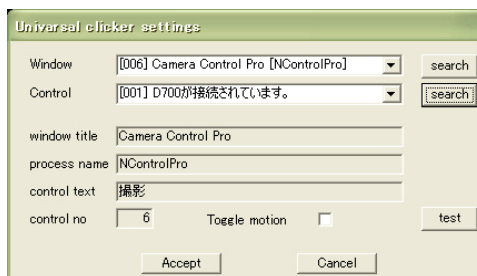 Univarsal clicker settings
Window [006] Camera Control Pro [NControlPro] search
Control [001] D700が接続されています。 search
window title Camera Control Pro
process name NControlPro
control text 撮影
control no 6 Toggle motion test
Accept Cancel